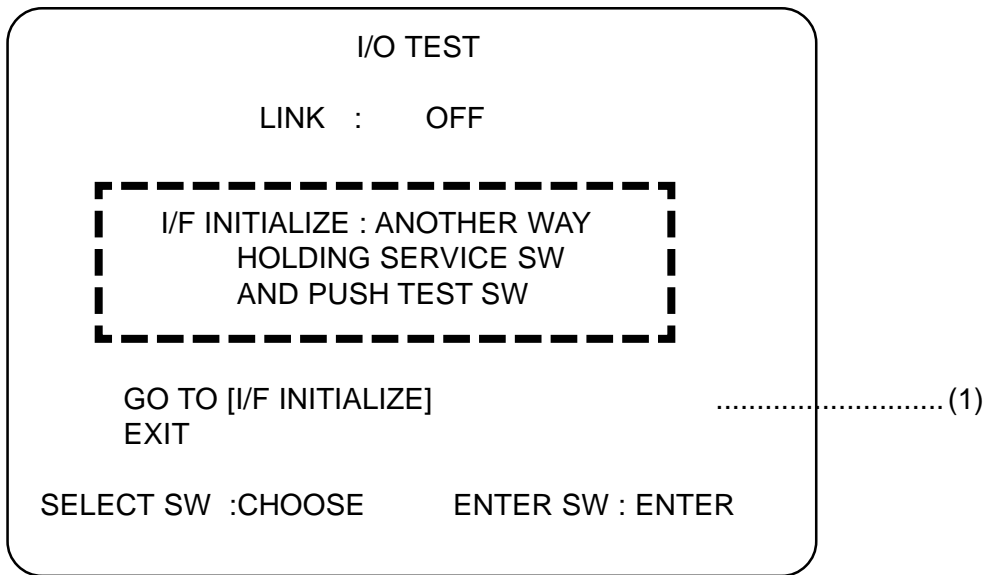 I/O TEST
LINK : OFF
I/F INITIALIZE : ANOTHER WAY
HOLDING SERVICE SW
AND PUSH TEST SW
GO TO [I/F INITIALIZE] ............................(1)
EXIT
SELECT SW :CHOOSE ENTER SW : ENTER